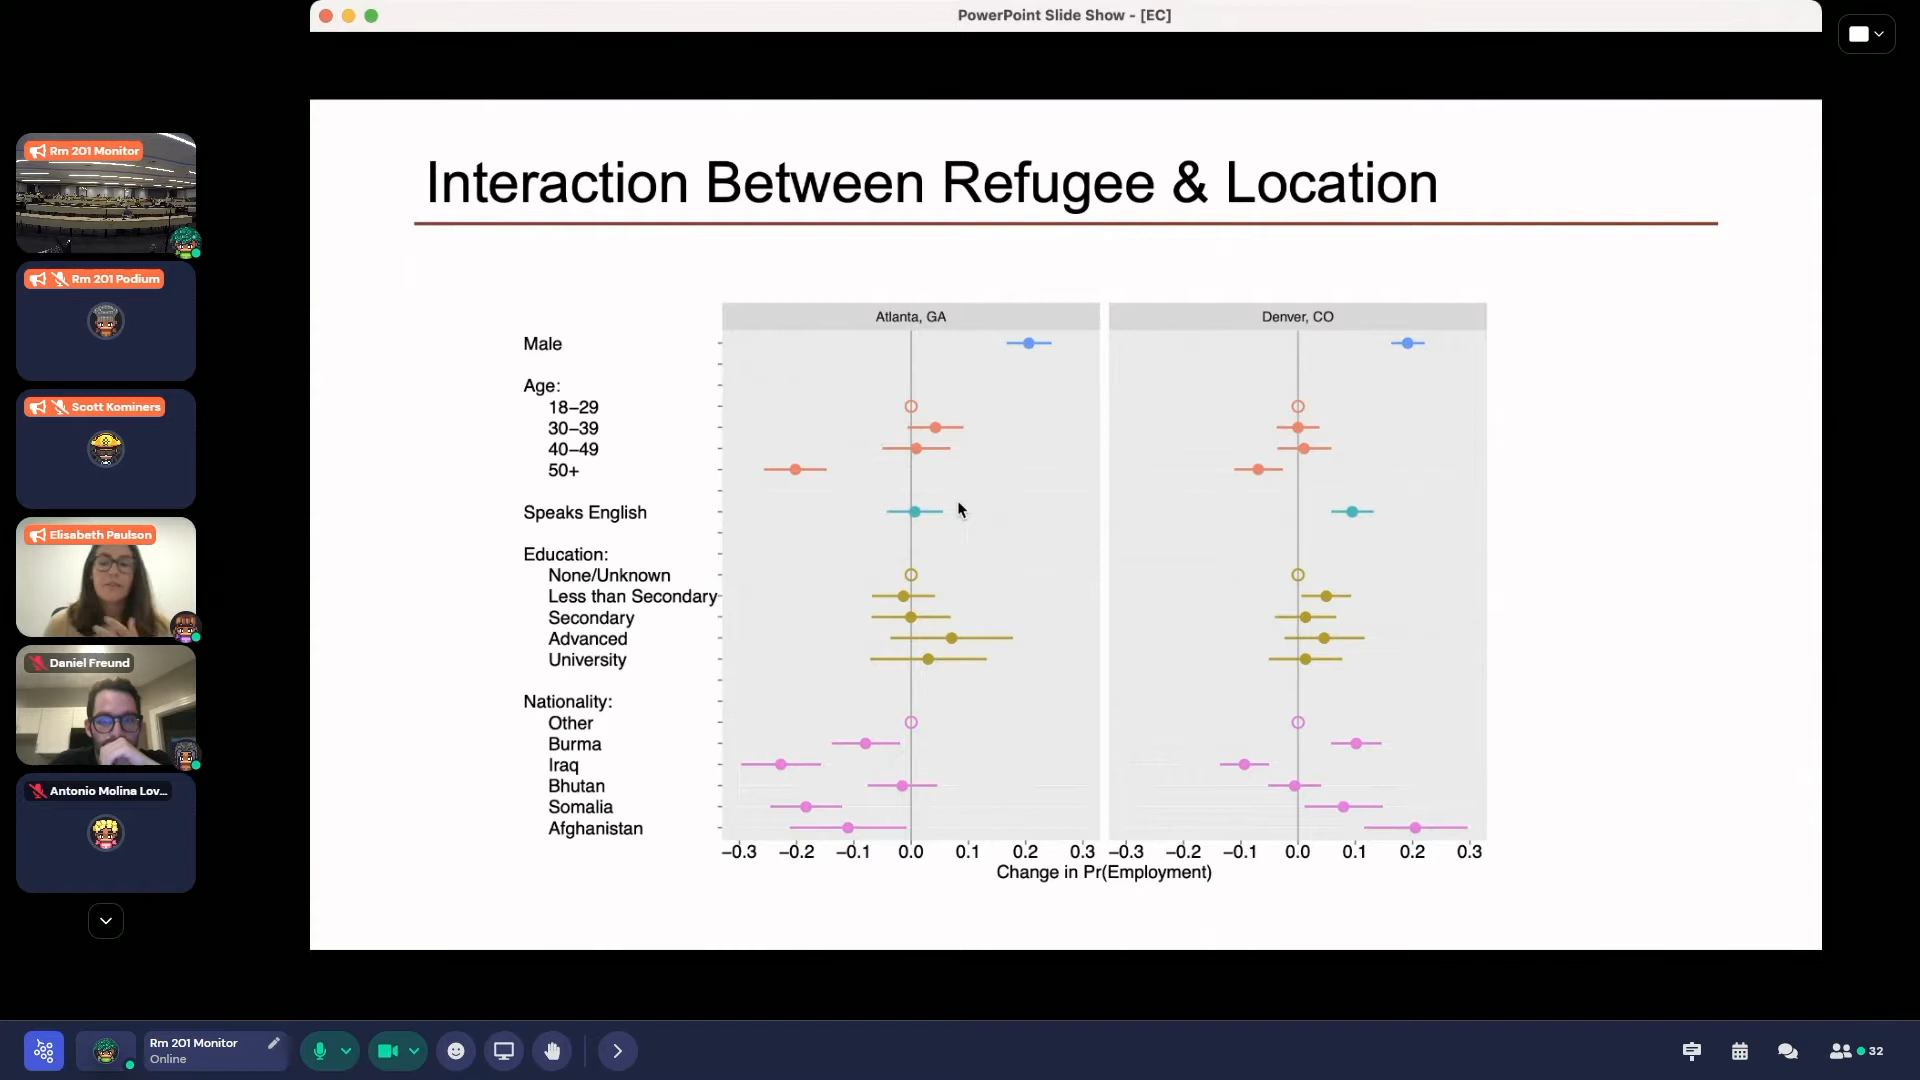 PowerPoint Slide Show - [EC]
Rm 201 Monitor
Rm 201 Podium
Scott Kominers
Elisabeth Paulson
Daniel Freund
Antonio Molina Lov...
Interaction Between Refugee & Location
Atlanta, GA
Denver, CO
Male
Age:
18–29
30–39
40–49
50+
Speaks English
Education:
None/Unknown
Less than Secondary
Secondary
Advanced
University
Nationality:
Other
Burma
Iraq
Bhutan
Somalia
Afghanistan
−0.3 −0.2 −0.1 0.0 0.1 0.2 0.3
−0.3 −0.2 −0.1 0.0 0.1 0.2 0.3
Change in Pr(Employment)
Rm 201 Monitor
Online
32